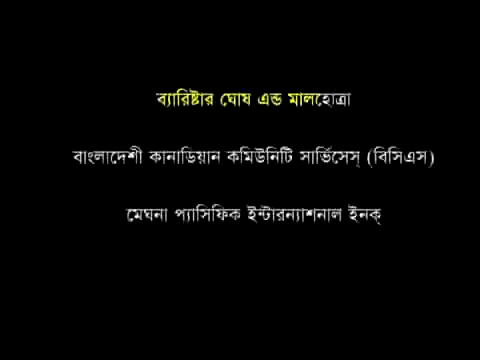 ব্যারিষ্টার ঘোষ এন্ড মালহোত্রা
বাংলাদেশী কানাডিয়ান কমিউনিটি সার্ভিসেস্ (বিসিএস)
মেঘনা প্যাসিফিক ইন্টারন্যাশনাল ইনক্